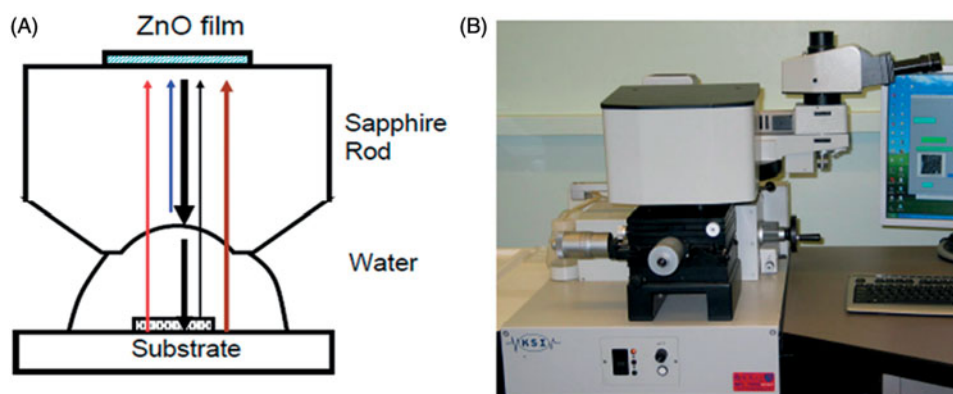 (A)
ZnO film
Sapphire
Rod
Water
Substrate
(B)
KSI